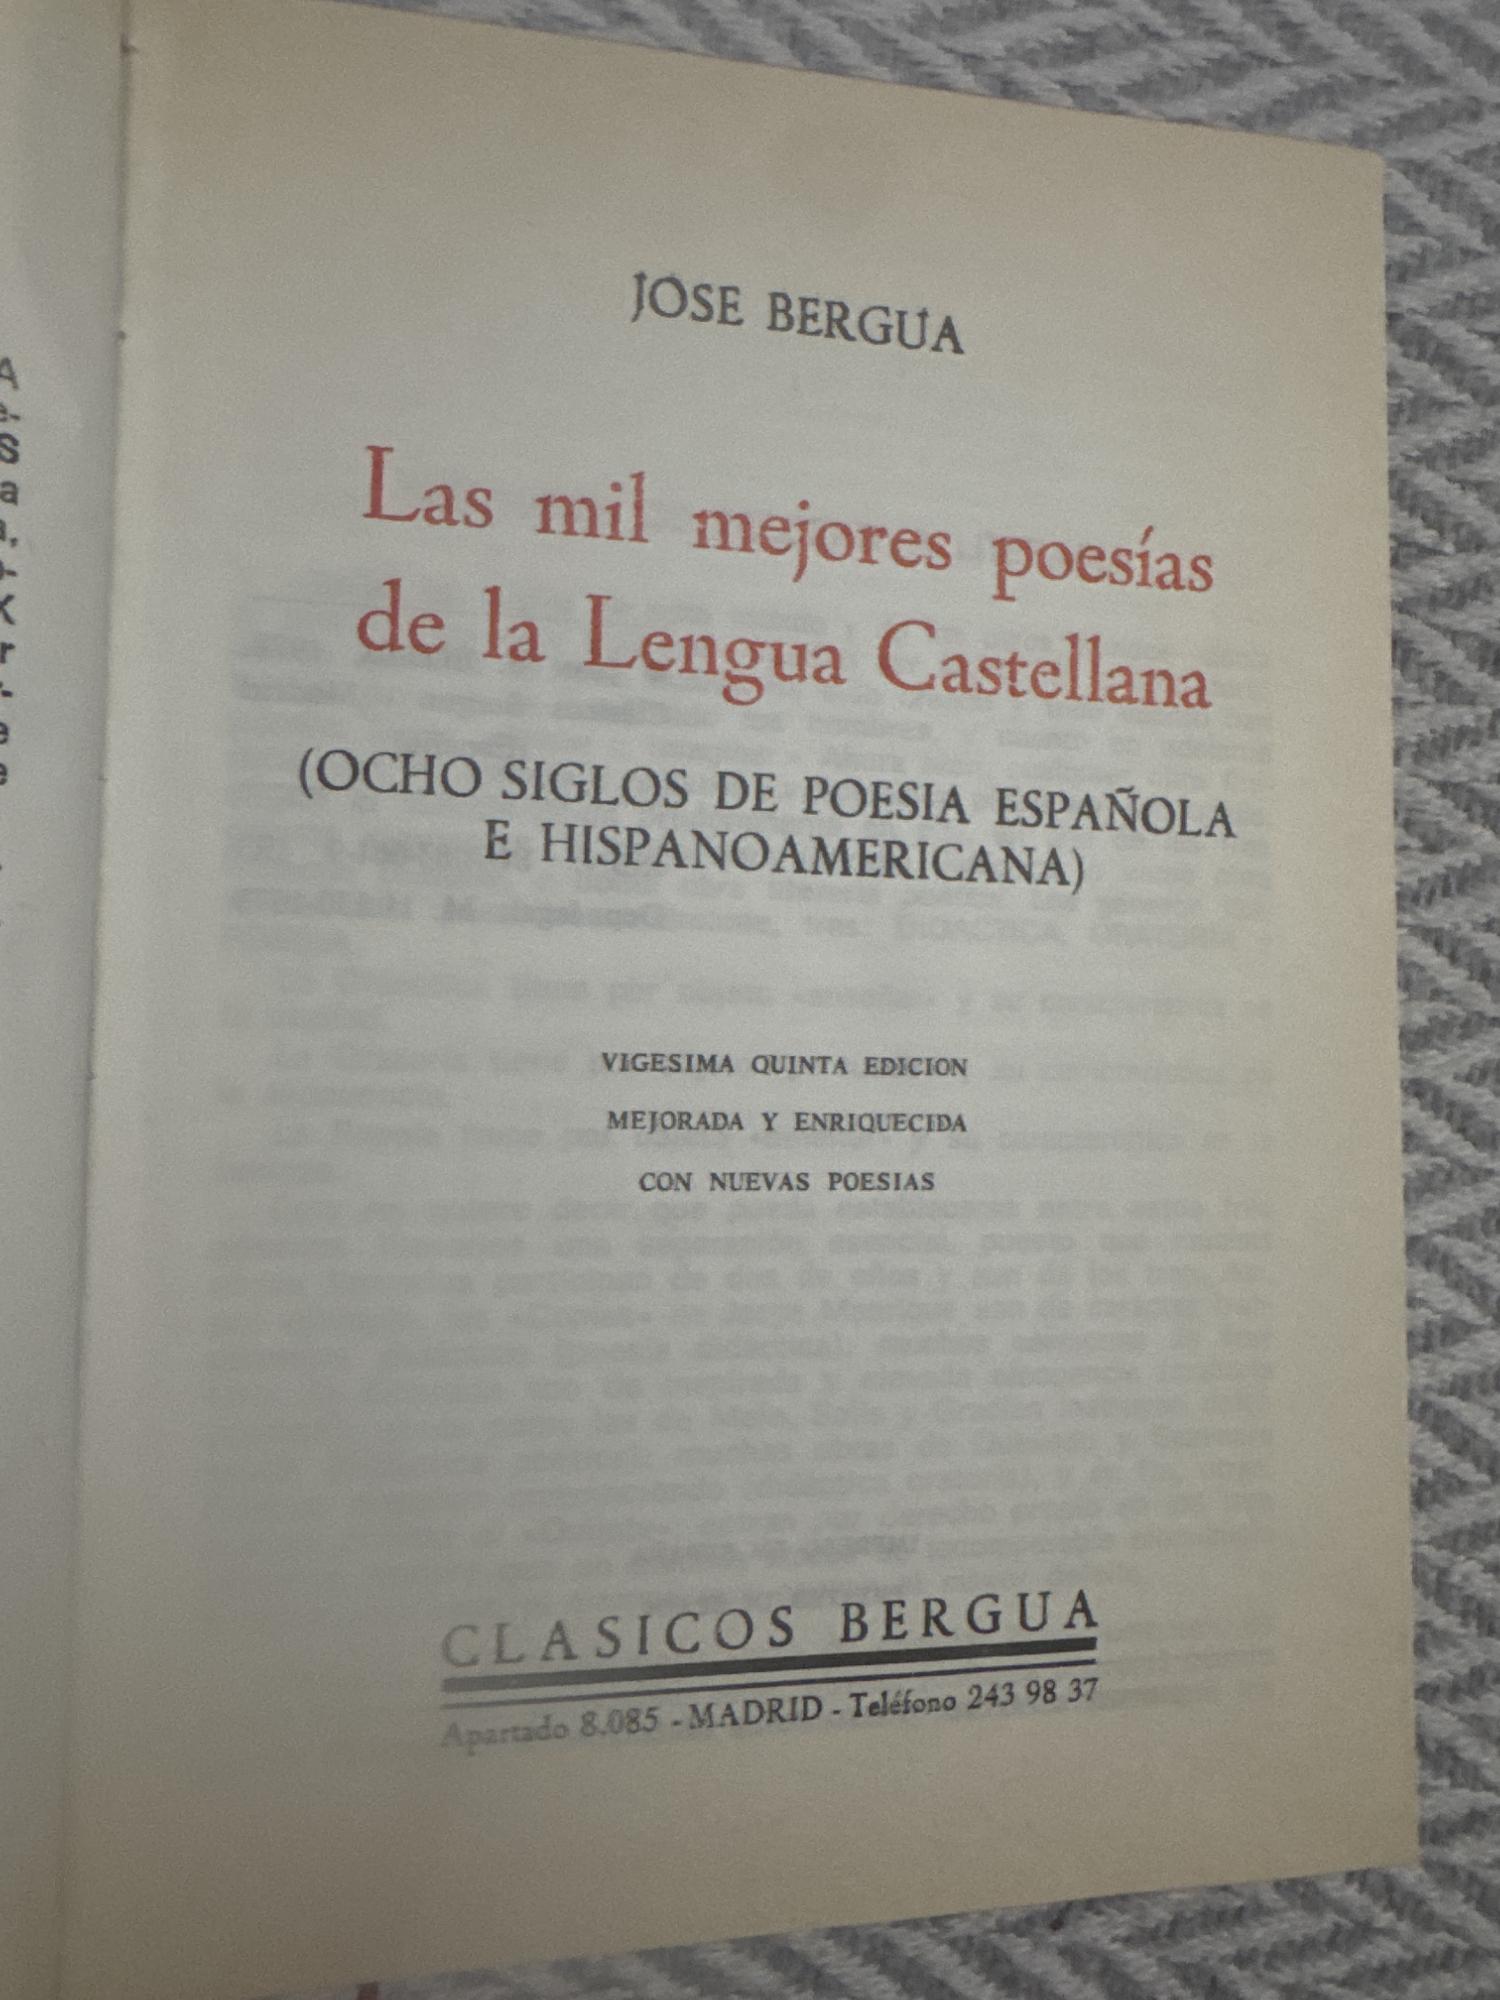 JOSE BERGUA
Las mil mejores poesías
de la Lengua Castellana
(OCHO SIGLOS DE POESIA ESPAÑOLA
E HISPANOAMERICANA)
VIGESIMA QUINTA EDICION
MEJORADA Y ENRIQUECIDA
CON NUEVAS POESIAS
CLASICOS BERGUA
Apartado 8.085 - MADRID - Teléfono 243 98 37